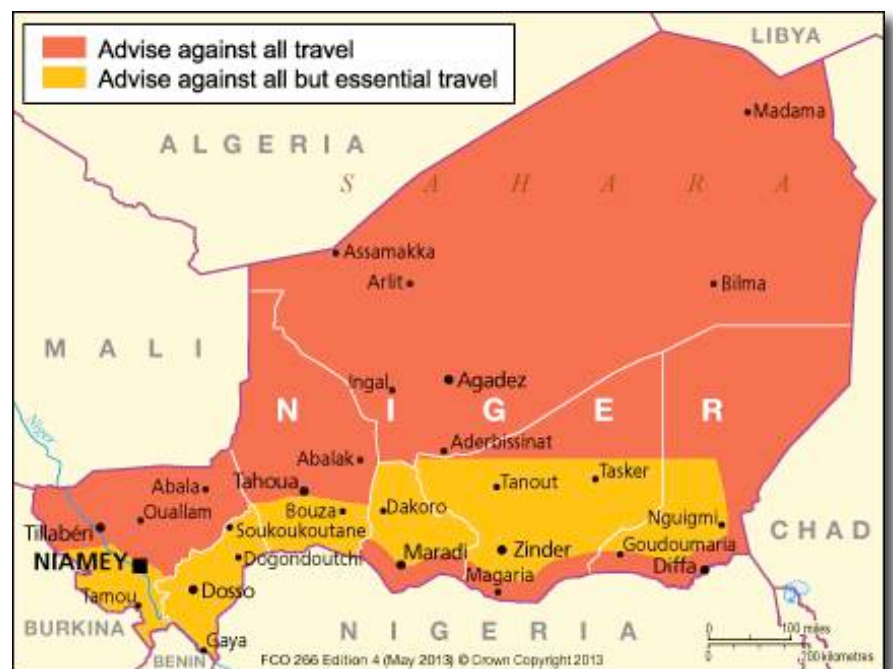 Advise against all travel
Advise against all but essential travel
LIBYA
Madama
ALGERIA
SAHARA
Assamakka
Arlit
Bilma
MALI
Ingal
Agadez
NIGER
Niger
Aderbissinat
Abalak
Abala
Tahoua
Tanout
Tasker
Ouallam
Bouza
Dakoro
Nguigmi
Tillabéri
Soukoukoutane
CHAD
NIAMEY
Dogondoutchi
Maradi
Zinder
Goudoumaria
Diffa
Tamou
Dosso
Magaria
BURKINA
Gaya
NIGERIA
BENIN
0 100 miles
0 200 kilometres
FCO 266 Edition 4 (May 2013) © Crown Copyright 2013